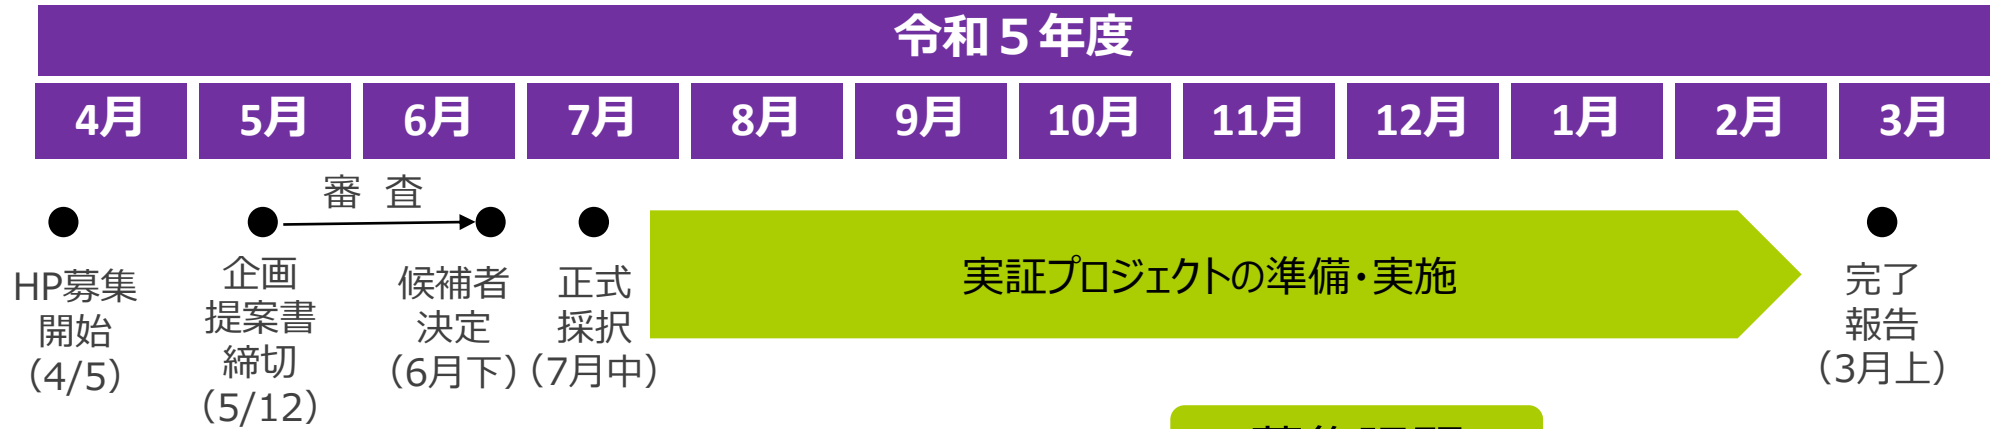 令和５年度
4月 5月 6月 7月 8月 9月 10月 11月 12月 1月 2月 3月
審 査
HP募集
開始
（4/5）
企画
提案書
締切
（5/12）
候補者
決定
（6月下）
正式
採択
（7月中）
実証プロジェクトの準備・実施
完了
報告
（3月上）